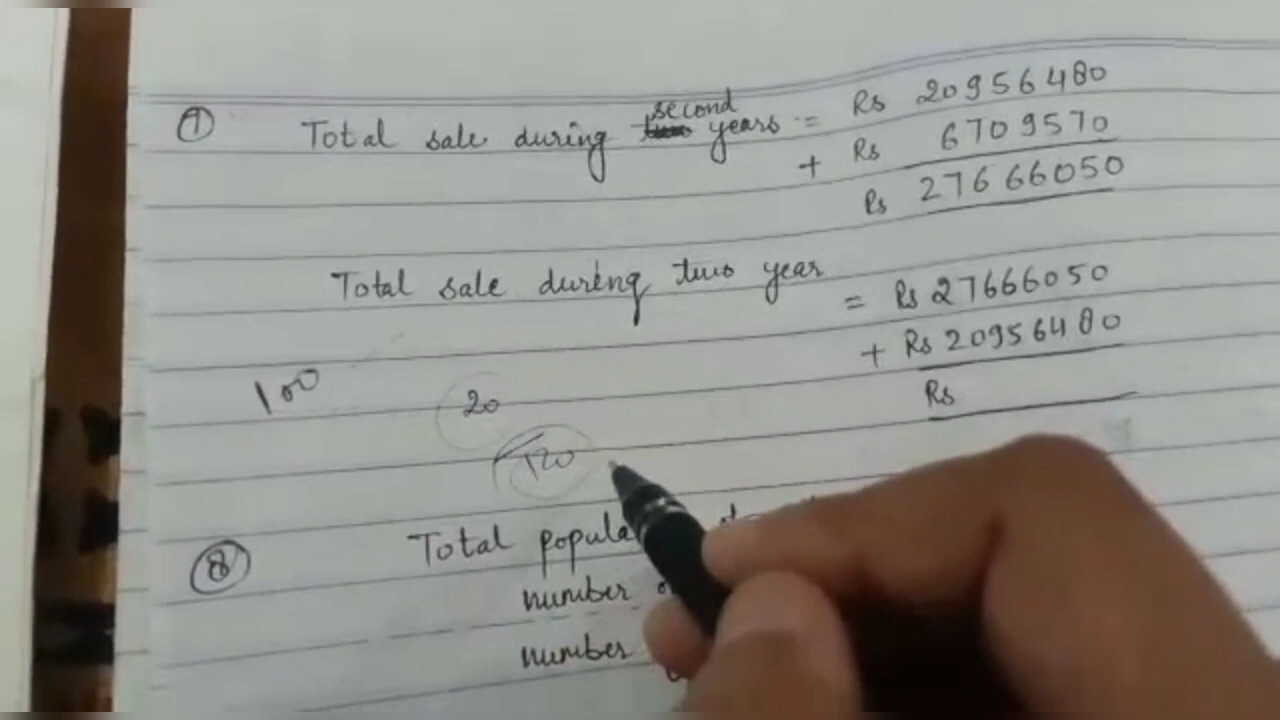 7 Total sale during second years = Rs 20956480
+ Rs 6709570
Rs 27666050
Total sale during two year
= Rs 27666050
+ Rs 20956480
Rs
100
20
120
8 Total
number
number